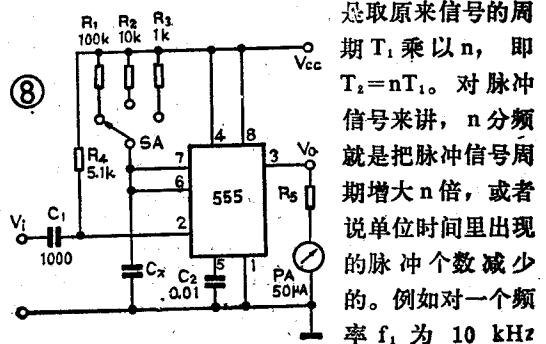 R₁ R₂ R₃
100k 10k 1k
Vcc
⑧
SA
4 8
R₄
5.1k
7
6
555
3
Vo
R₅
Vi
C₁
2
1000
Cx
C₂
0.01
5
1
PA
50μA
是取原来信号的周
期 T₁ 乘以 n， 即
T₂＝nT₁。对脉冲
信号来讲， n 分频
就是把脉冲信号周
期增大 n 倍，或者
说单位时间里出现
的脉冲个数减少
的。例如对一个频
率 f₁ 为 10 kHz